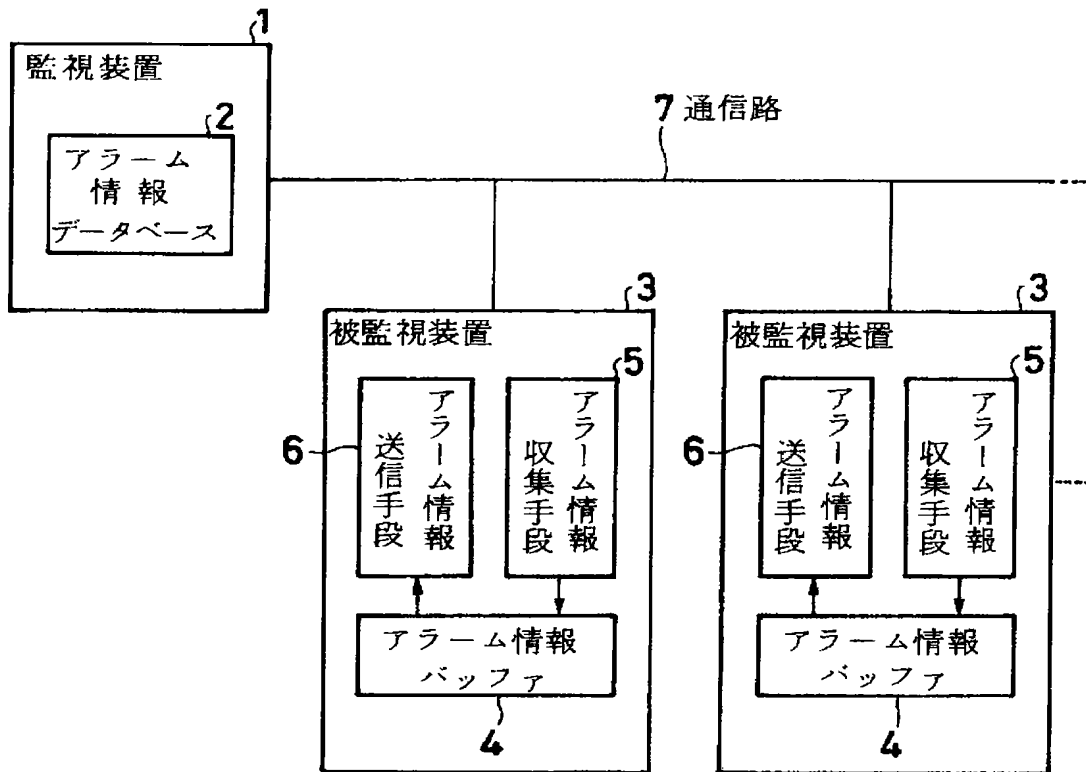 1
監視装置
2
アラーム
情報
データベース
7 通信路
3
被監視装置
5
6
アラーム情報
送信手段
アラーム情報
収集手段
アラーム情報
バッファ
4
3
被監視装置
5
6
アラーム情報
送信手段
アラーム情報
収集手段
アラーム情報
バッファ
4